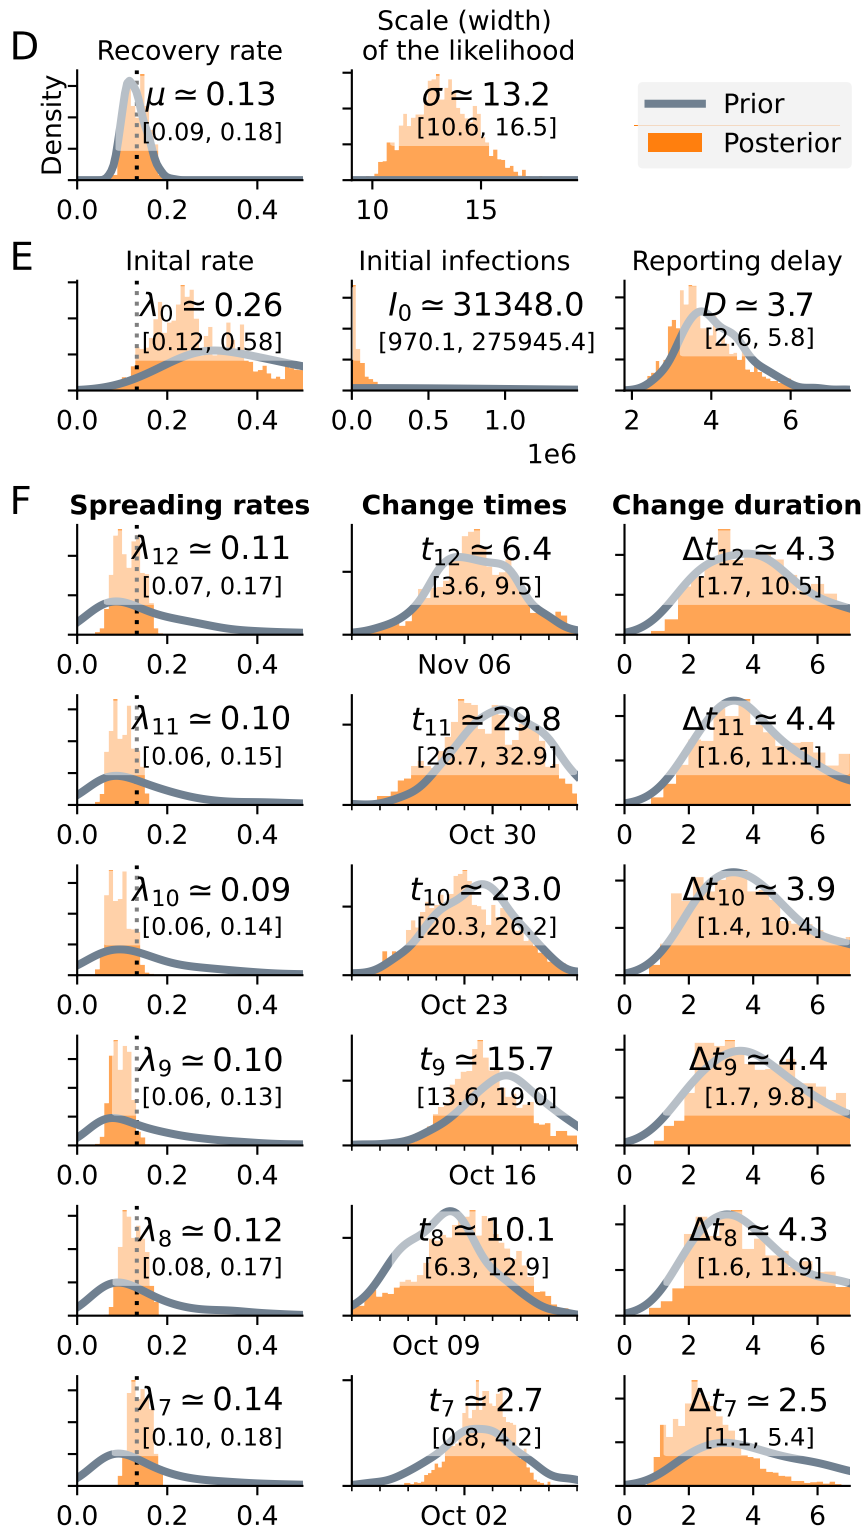 D
Recovery rate
Scale (width)
of the likelihood
Density
μ ≃ 0.13
[0.09, 0.18]
σ ≃ 13.2
[10.6, 16.5]
Prior
Posterior
0.0 0.2 0.4
10 15
E
Inital rate
Initial infections
Reporting delay
λ0 ≃ 0.26
[0.12, 0.58]
I0 ≃ 31348.0
[970.1, 275945.4]
D ≃ 3.7
[2.6, 5.8]
0.0 0.2 0.4
0.0 0.5 1.0
1e6
2 4 6
F
Spreading rates
Change times
Change duration
λ12 ≃ 0.11
[0.07, 0.17]
t12 ≃ 6.4
[3.6, 9.5]
Δt12 ≃ 4.3
[1.7, 10.5]
0.0 0.2 0.4
Nov 06
0 2 4 6
λ11 ≃ 0.10
[0.06, 0.15]
t11 ≃ 29.8
[26.7, 32.9]
Δt11 ≃ 4.4
[1.6, 11.1]
0.0 0.2 0.4
Oct 30
0 2 4 6
λ10 ≃ 0.09
[0.06, 0.14]
t10 ≃ 23.0
[20.3, 26.2]
Δt10 ≃ 3.9
[1.4, 10.4]
0.0 0.2 0.4
Oct 23
0 2 4 6
λ9 ≃ 0.10
[0.06, 0.13]
t9 ≃ 15.7
[13.6, 19.0]
Δt9 ≃ 4.4
[1.7, 9.8]
0.0 0.2 0.4
Oct 16
0 2 4 6
λ8 ≃ 0.12
[0.08, 0.17]
t8 ≃ 10.1
[6.3, 12.9]
Δt8 ≃ 4.3
[1.6, 11.9]
0.0 0.2 0.4
Oct 09
0 2 4 6
λ7 ≃ 0.14
[0.10, 0.18]
t7 ≃ 2.7
[0.8, 4.2]
Δt7 ≃ 2.5
[1.1, 5.4]
0.0 0.2 0.4
Oct 02
0 2 4 6